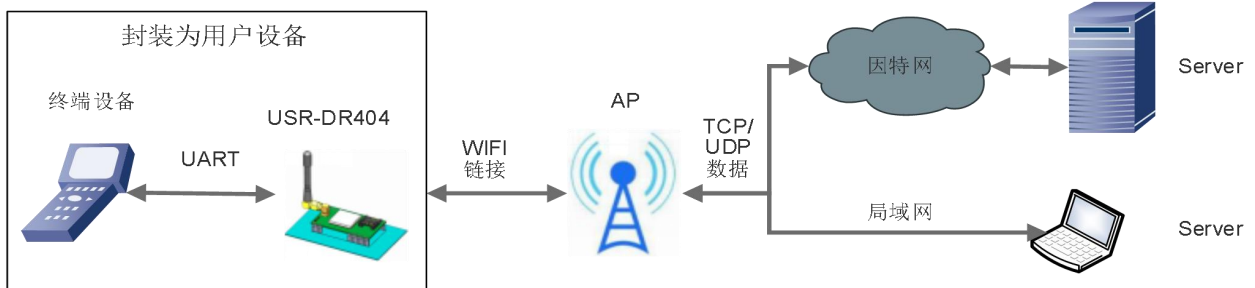 封装为用户设备
终端设备
USR-DR404
UART
WIFI
链接
AP
TCP/
UDP
数据
因特网
Server
局域网
Server